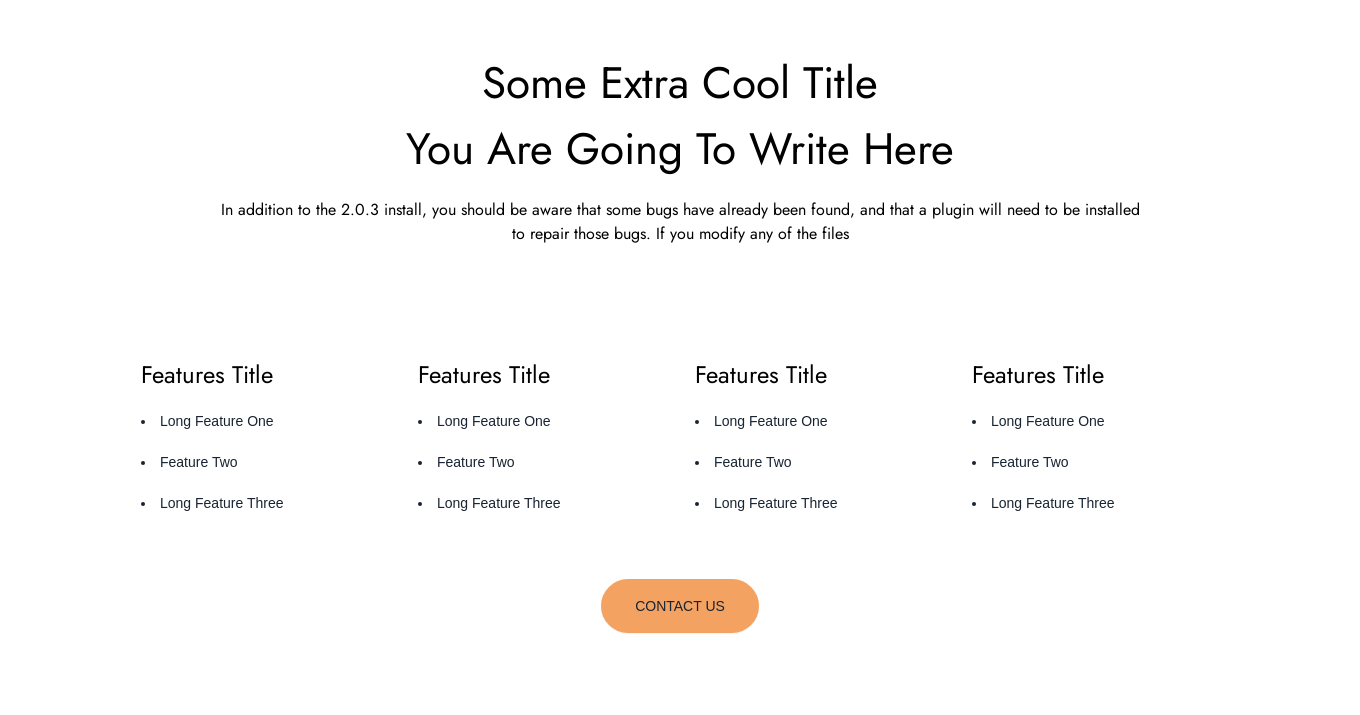 Some Extra Cool Title
You Are Going To Write Here
In addition to the 2.0.3 install, you should be aware that some bugs have already been found, and that a plugin will need to be installed
to repair those bugs. If you modify any of the files
Features Title
Long Feature One
Feature Two
Long Feature Three
Features Title
Long Feature One
Feature Two
Long Feature Three
Features Title
Long Feature One
Feature Two
Long Feature Three
Features Title
Long Feature One
Feature Two
Long Feature Three
CONTACT US